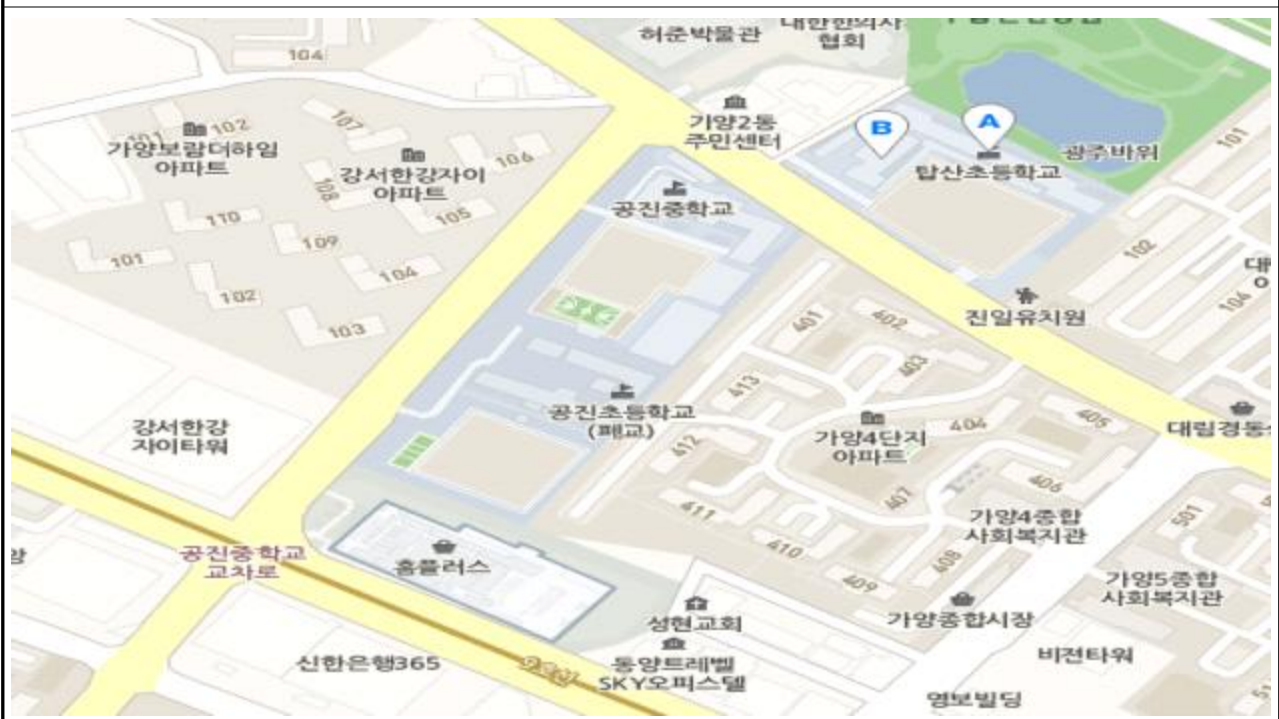 104
허준박물관
대한한의사
협회
101
102
가양보람더하임
아파트
107
106
강서한강자이
아파트
108
105
110
109
101
104
102
103
가양2동
주민센터
B
A
탑산초등학교
광주바위
101
102
104
공진중학교
진일유치원
401
402
403
413
공진초등학교
(폐교)
412
가양4단지
아파트
404
405
대림경동
강서한강
자이타워
411
407
406
가양4종합
사회복지관
501
410
409
408
공진중학교
교차로
홈플러스
가양5종합
사회복지관
성현교회
가양종합시장
신한은행365
9호선
동양트레벨
SKY오피스텔
비전타워
영보빌딩